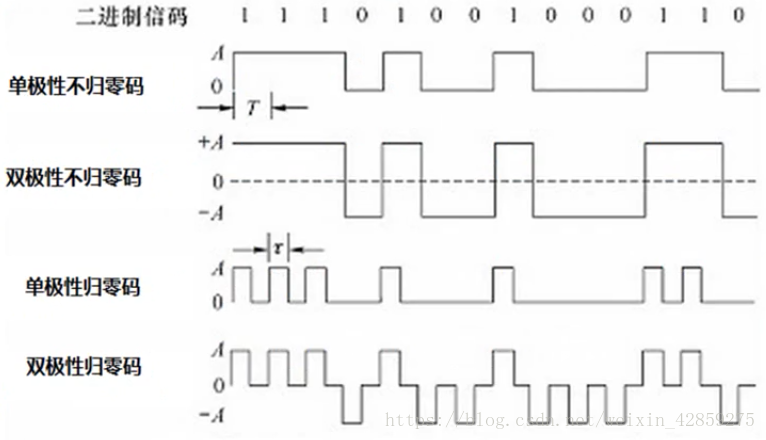 二进制信码 1 1 1 0 1 0 0 1 0 0 0 1 1 0
A
单极性不归零码
0
T
+A
双极性不归零码 0
−A
τ
A
单极性归零码
0
A
双极性归零码
0
−A
https://blog.csdn.net/weixin_42859275